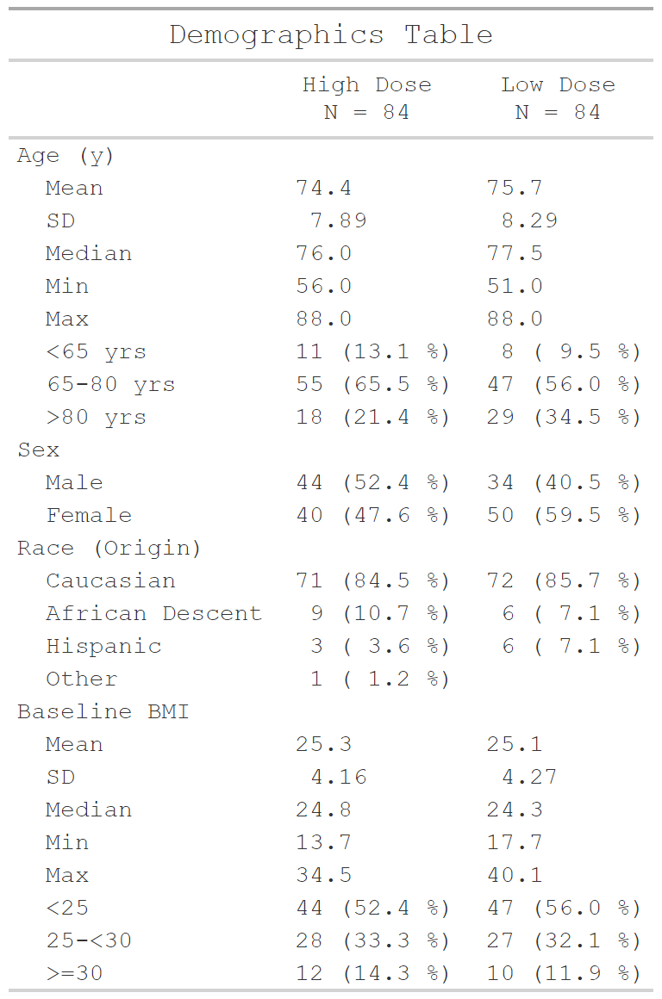 Demographics Table
High Dose Low Dose
N = 84 N = 84
Age (y)
Mean 74.4 75.7
SD 7.89 8.29
Median 76.0 77.5
Min 56.0 51.0
Max 88.0 88.0
<65 yrs 11 (13.1 %) 8 ( 9.5 %)
65-80 yrs 55 (65.5 %) 47 (56.0 %)
>80 yrs 18 (21.4 %) 29 (34.5 %)
Sex
Male 44 (52.4 %) 34 (40.5 %)
Female 40 (47.6 %) 50 (59.5 %)
Race (Origin)
Caucasian 71 (84.5 %) 72 (85.7 %)
African Descent 9 (10.7 %) 6 ( 7.1 %)
Hispanic 3 ( 3.6 %) 6 ( 7.1 %)
Other 1 ( 1.2 %)
Baseline BMI
Mean 25.3 25.1
SD 4.16 4.27
Median 24.8 24.3
Min 13.7 17.7
Max 34.5 40.1
<25 44 (52.4 %) 47 (56.0 %)
25-<30 28 (33.3 %) 27 (32.1 %)
>=30 12 (14.3 %) 10 (11.9 %)